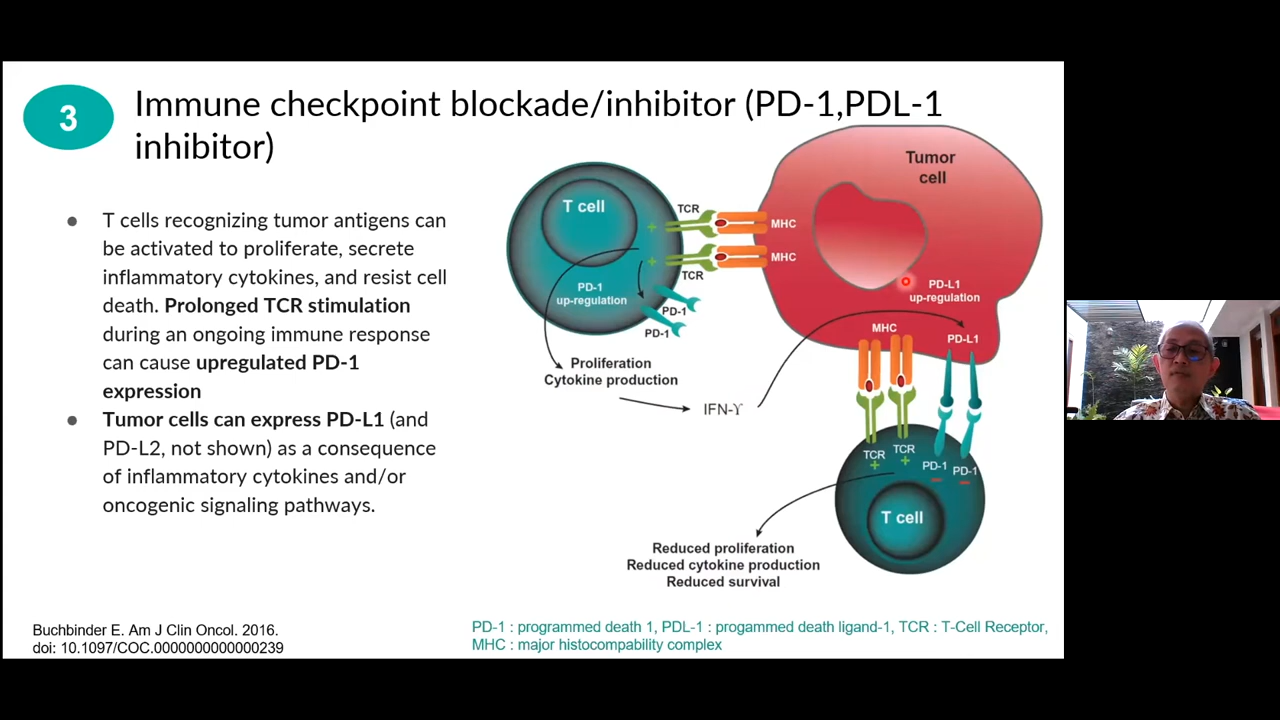 3
Immune checkpoint blockade/inhibitor (PD-1,PDL-1
inhibitor)
● T cells recognizing tumor antigens can
be activated to proliferate, secrete
inflammatory cytokines, and resist cell
death. Prolonged TCR stimulation
during an ongoing immune response
can cause upregulated PD-1
expression
● Tumor cells can express PD-L1 (and
PD-L2, not shown) as a consequence
of inflammatory cytokines and/or
oncogenic signaling pathways.
Tumor
cell
T cell
TCR
MHC
+
+
MHC
TCR
PD-1
up-regulation
PD-1
PD-1
PD-L1
up-regulation
MHC
PD-L1
Proliferation
Cytokine production
IFN-ϒ
TCR
+
TCR
+
PD-1
−
PD-1
−
T cell
Reduced proliferation
Reduced cytokine production
Reduced survival
Buchbinder E. Am J Clin Oncol. 2016.
doi: 10.1097/COC.0000000000000239
PD-1 : programmed death 1, PDL-1 : progammed death ligand-1, TCR : T-Cell Receptor,
MHC : major histocompability complex